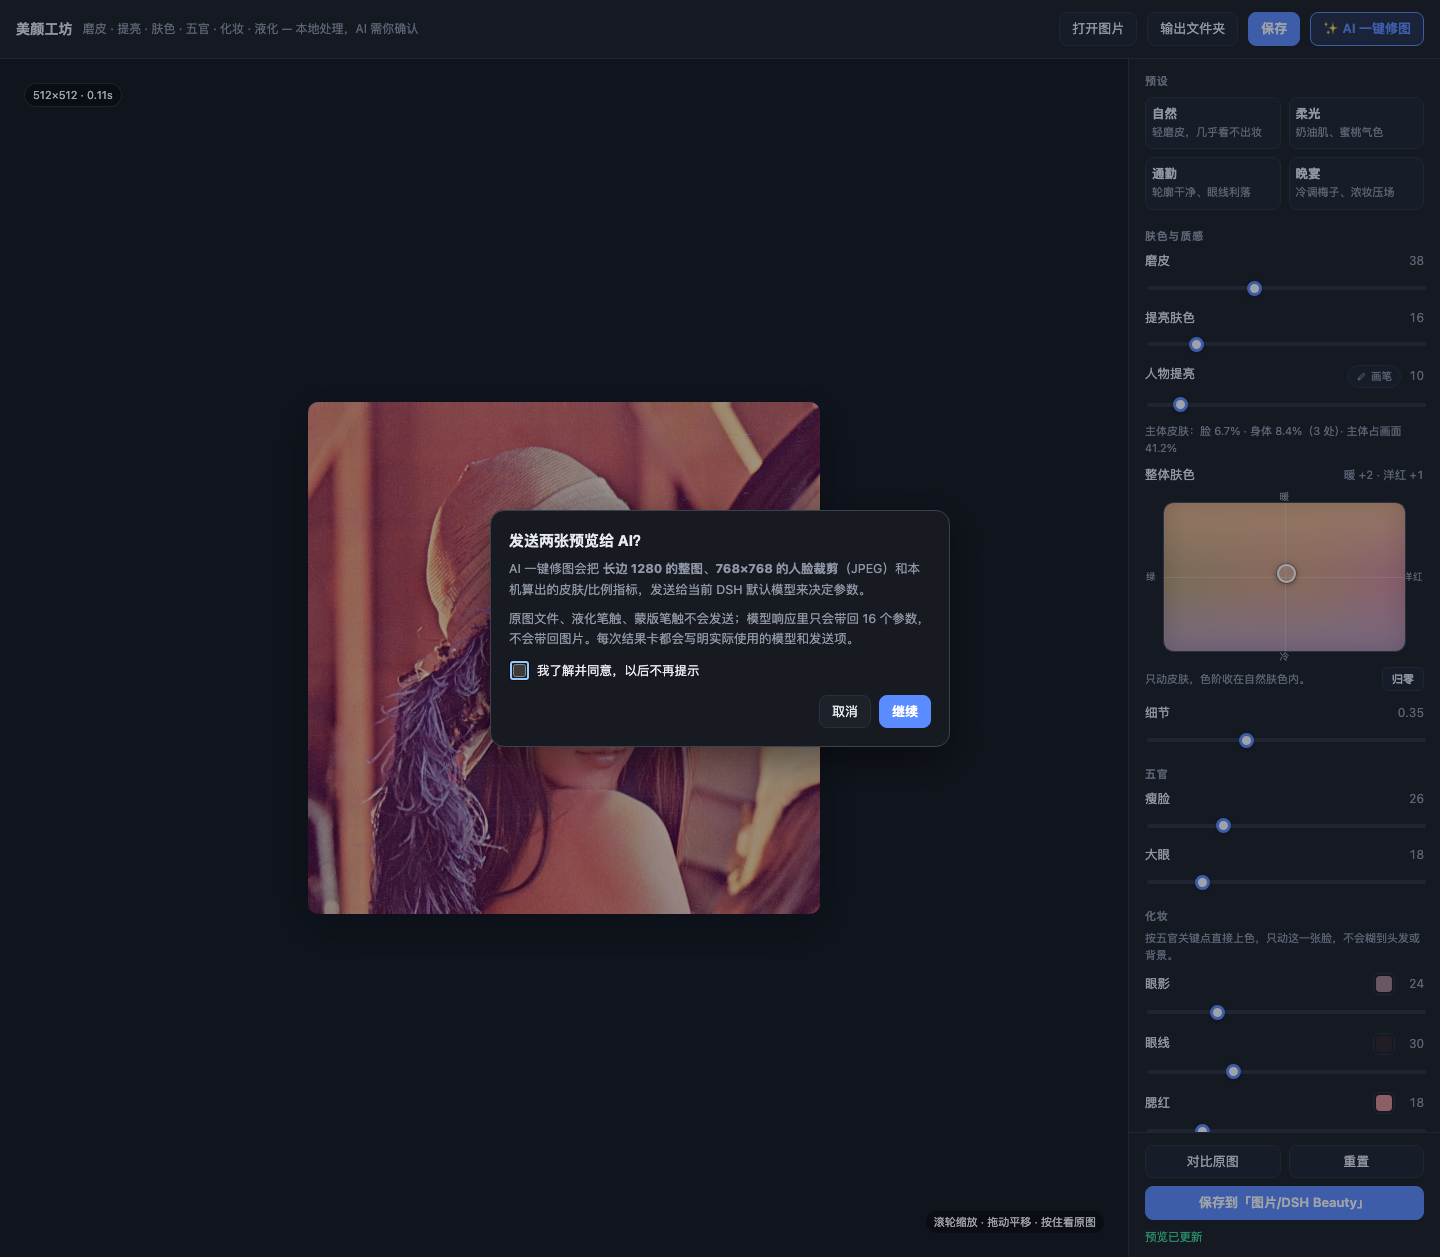 美颜工坊 磨皮 · 提亮 · 肤色 · 五官 · 化妆 · 液化 — 本地处理，AI 需你确认
打开图片 输出文件夹 保存 ✨ AI 一键修图
512×512 · 0.11s
发送两张预览给 AI?
AI 一键修图会把 长边 1280 的整图、768×768 的人脸裁剪（JPEG）和本
机算出的皮肤/比例指标，发送给当前 DSH 默认模型来决定参数。
原图文件、液化笔触、蒙版笔触不会发送；模型响应里只会带回 16 个参数，
不会带回图片。每次结果卡都会写明实际使用的模型和发送项。
我了解并同意，以后不再提示
取消 继续
滚轮缩放 · 拖动平移 · 按住看原图
预设
自然
轻磨皮，几乎看不出妆
柔光
奶油肌、蜜桃气色
通勤
轮廓干净、眼线利落
晚宴
冷调梅子、浓妆压场
肤色与质感
磨皮 38
提亮肤色 16
人物提亮 画笔 10
主体皮肤：脸 6.7% · 身体 8.4%（3 处）· 主体占画面
41.2%
整体肤色 暖 +2 · 洋红 +1
暖
绿 洋红
冷
只动皮肤，色阶收在自然肤色内。 归零
细节 0.35
五官
瘦脸 26
大眼 18
化妆
按五官关键点直接上色，只动这一张脸，不会糊到头发或
背景。
眼影 24
眼线 30
腮红 18
对比原图 重置
保存到「图片/DSH Beauty」
预览已更新